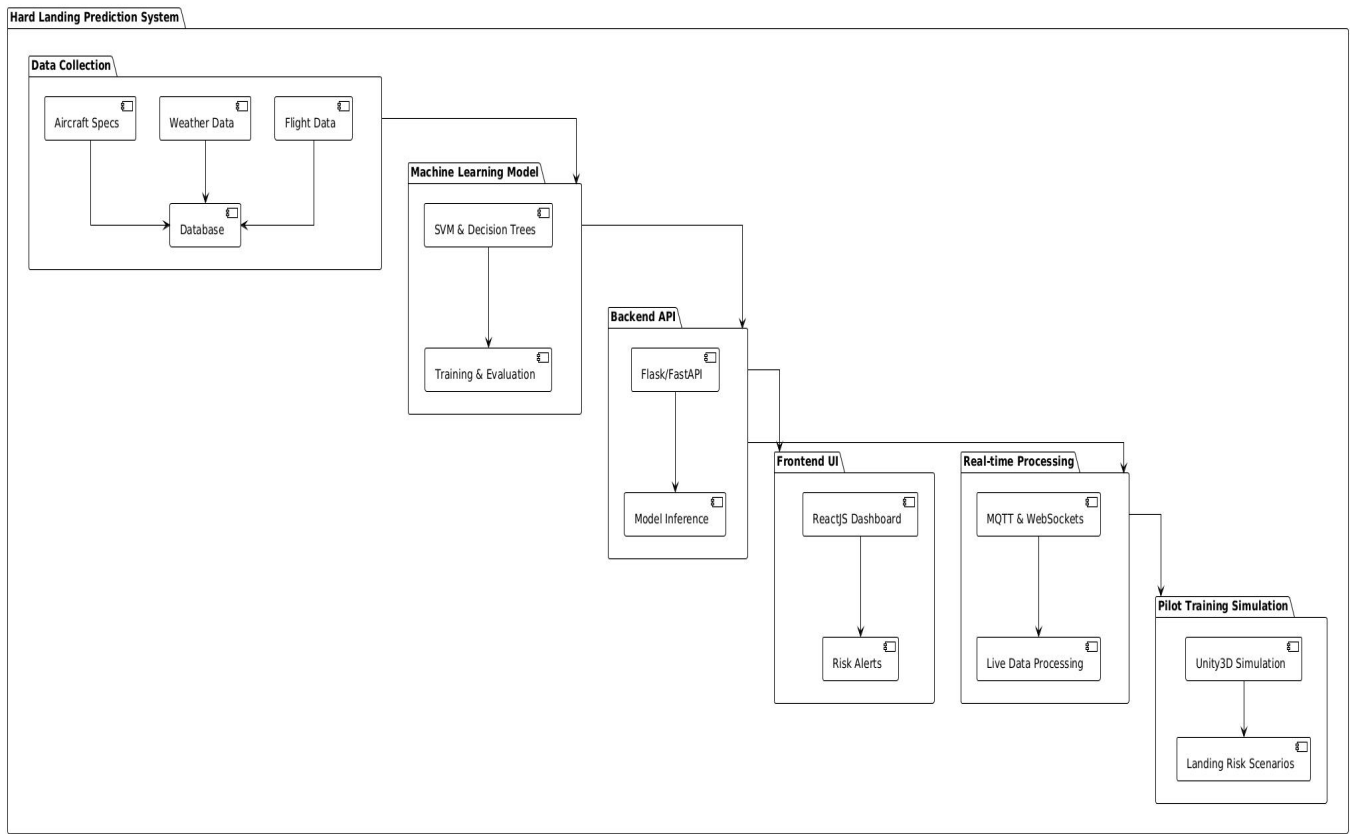 Hard Landing Prediction System
Data Collection
Aircraft Specs
Weather Data
Flight Data
Database
Machine Learning Model
SVM & Decision Trees
Training & Evaluation
Backend API
Flask/FastAPI
Model Inference
Frontend UI
ReactJS Dashboard
Risk Alerts
Real-time Processing
MQTT & WebSockets
Live Data Processing
Pilot Training Simulation
Unity3D Simulation
Landing Risk Scenarios